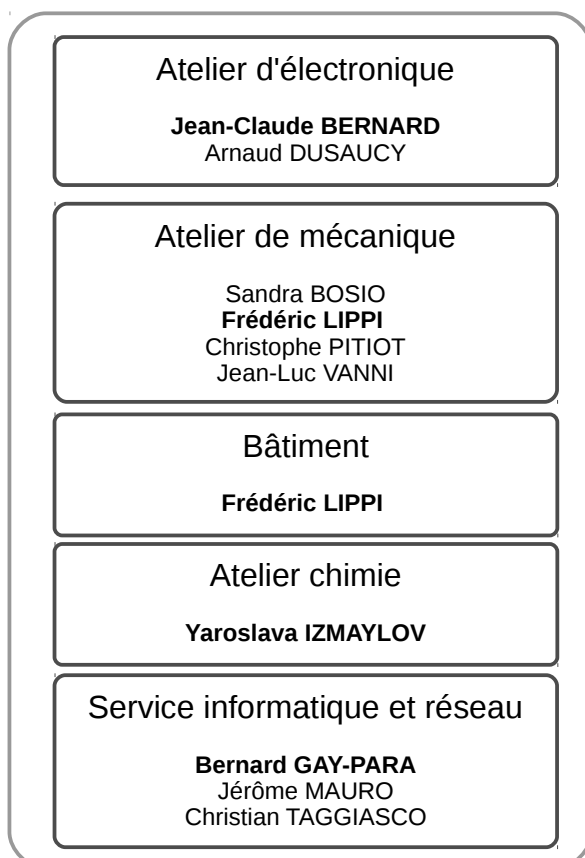 Atelier d'électronique
Jean-Claude BERNARD
Arnaud DUSAUCY
Atelier de mécanique
Sandra BOSIO
Frédéric LIPPI
Christophe PITIOT
Jean-Luc VANNI
Bâtiment
Frédéric LIPPI
Atelier chimie
Yaroslava IZMAYLOV
Service informatique et réseau
Bernard GAY-PARA
Jérôme MAURO
Christian TAGGIASCO